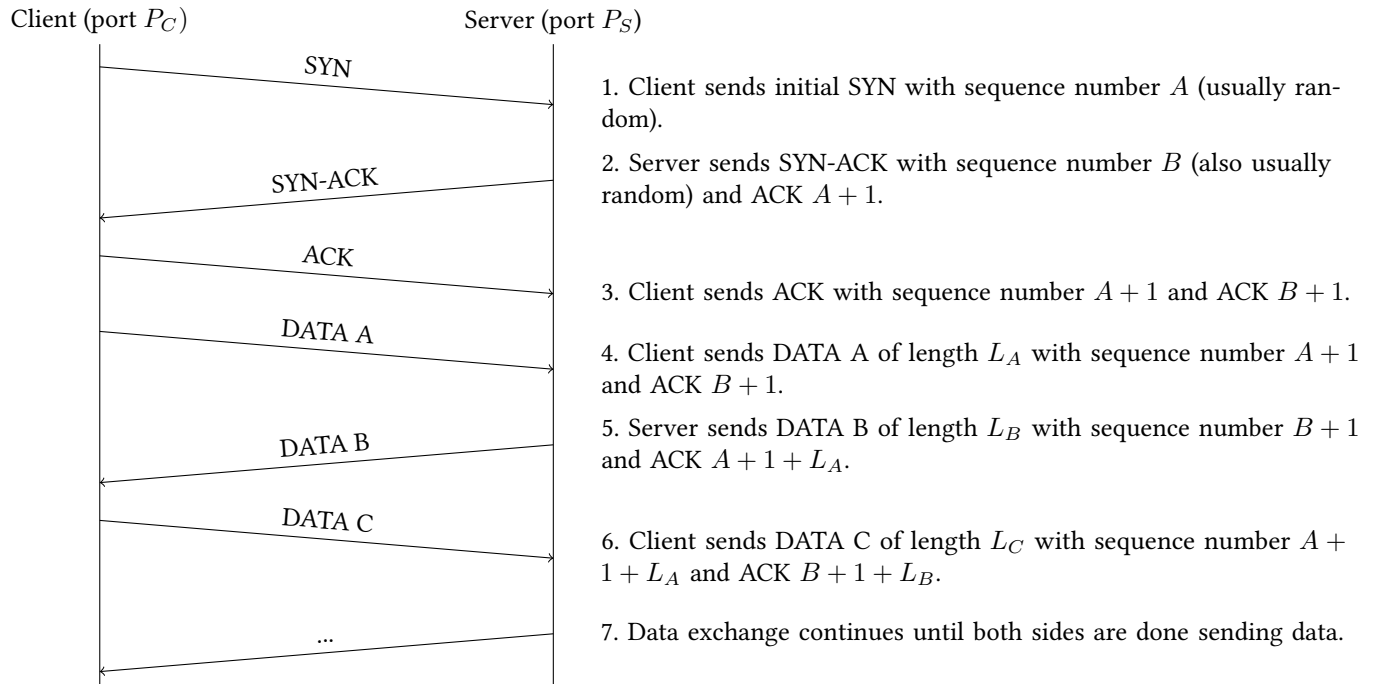 Client (port P_C)
Server (port P_S)
SYN
1. Client sends initial SYN with sequence number A (usually ran-
dom).
SYN-ACK
2. Server sends SYN-ACK with sequence number B (also usually
random) and ACK A + 1.
ACK
3. Client sends ACK with sequence number A + 1 and ACK B + 1.
DATA A
4. Client sends DATA A of length L_A with sequence number A + 1
and ACK B + 1.
DATA B
5. Server sends DATA B of length L_B with sequence number B + 1
and ACK A + 1 + L_A.
DATA C
6. Client sends DATA C of length L_C with sequence number A +
1 + L_A and ACK B + 1 + L_B.
...
7. Data exchange continues until both sides are done sending data.